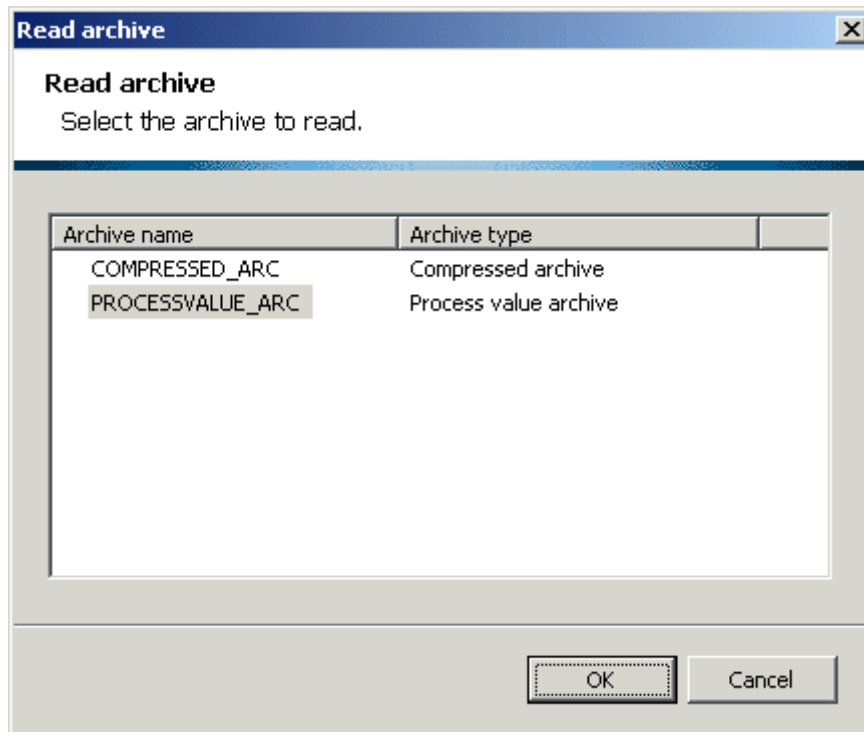 Read archive
Read archive
Select the archive to read.
Archive name Archive type
COMPRESSED_ARC Compressed archive
PROCESSVALUE_ARC Process value archive
OK Cancel